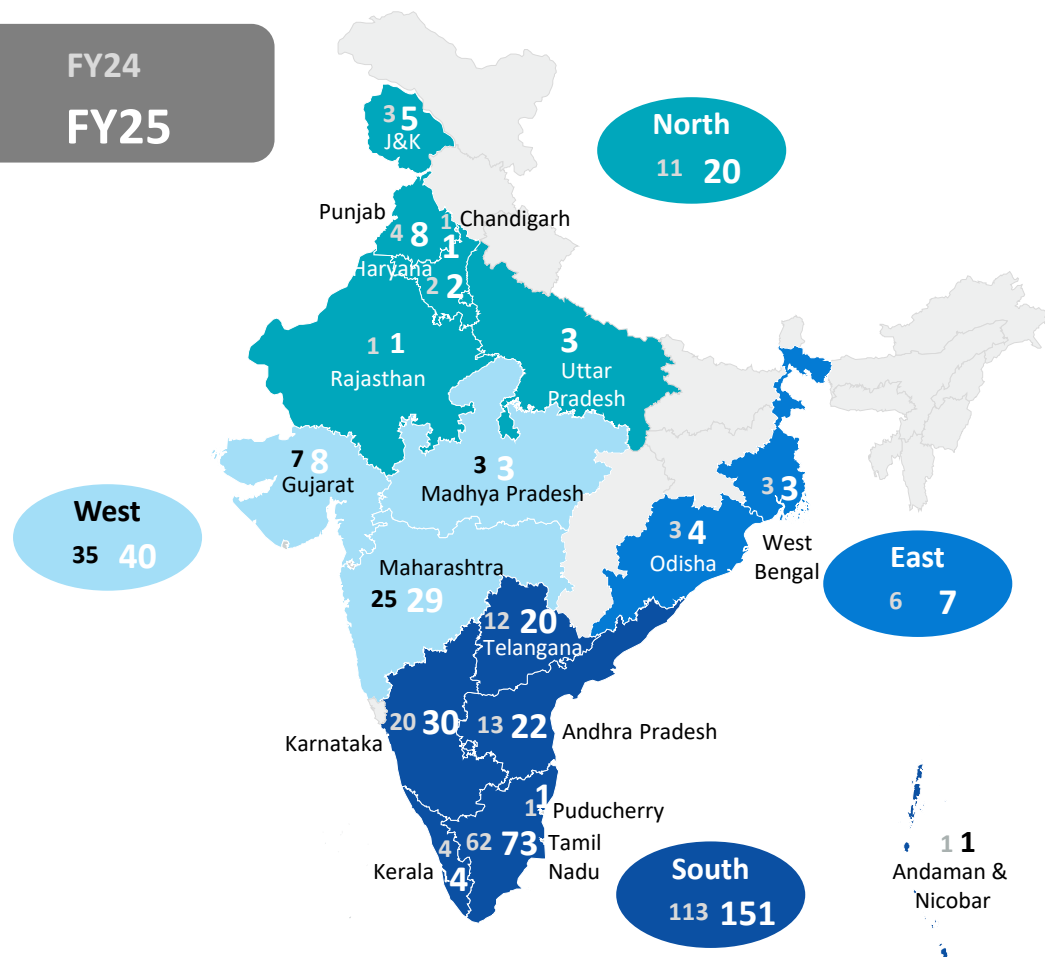 FY24
FY25
3 5
J&K
North
11 20
Punjab
4 8
1
1
Chandigarh
Haryana
2 2
1 1
Rajasthan
3
Uttar
Pradesh
7 8
Gujarat
3 3
Madhya Pradesh
West
35 40
3 3
West
Bengal
3 4
Odisha
East
6 7
Maharashtra
25 29
12 20
Telangana
20 30
Karnataka
13 22
Andhra Pradesh
1
1
Puducherry
62 73
Tamil
Nadu
4
4
Kerala
South
113 151
1 1
Andaman &
Nicobar